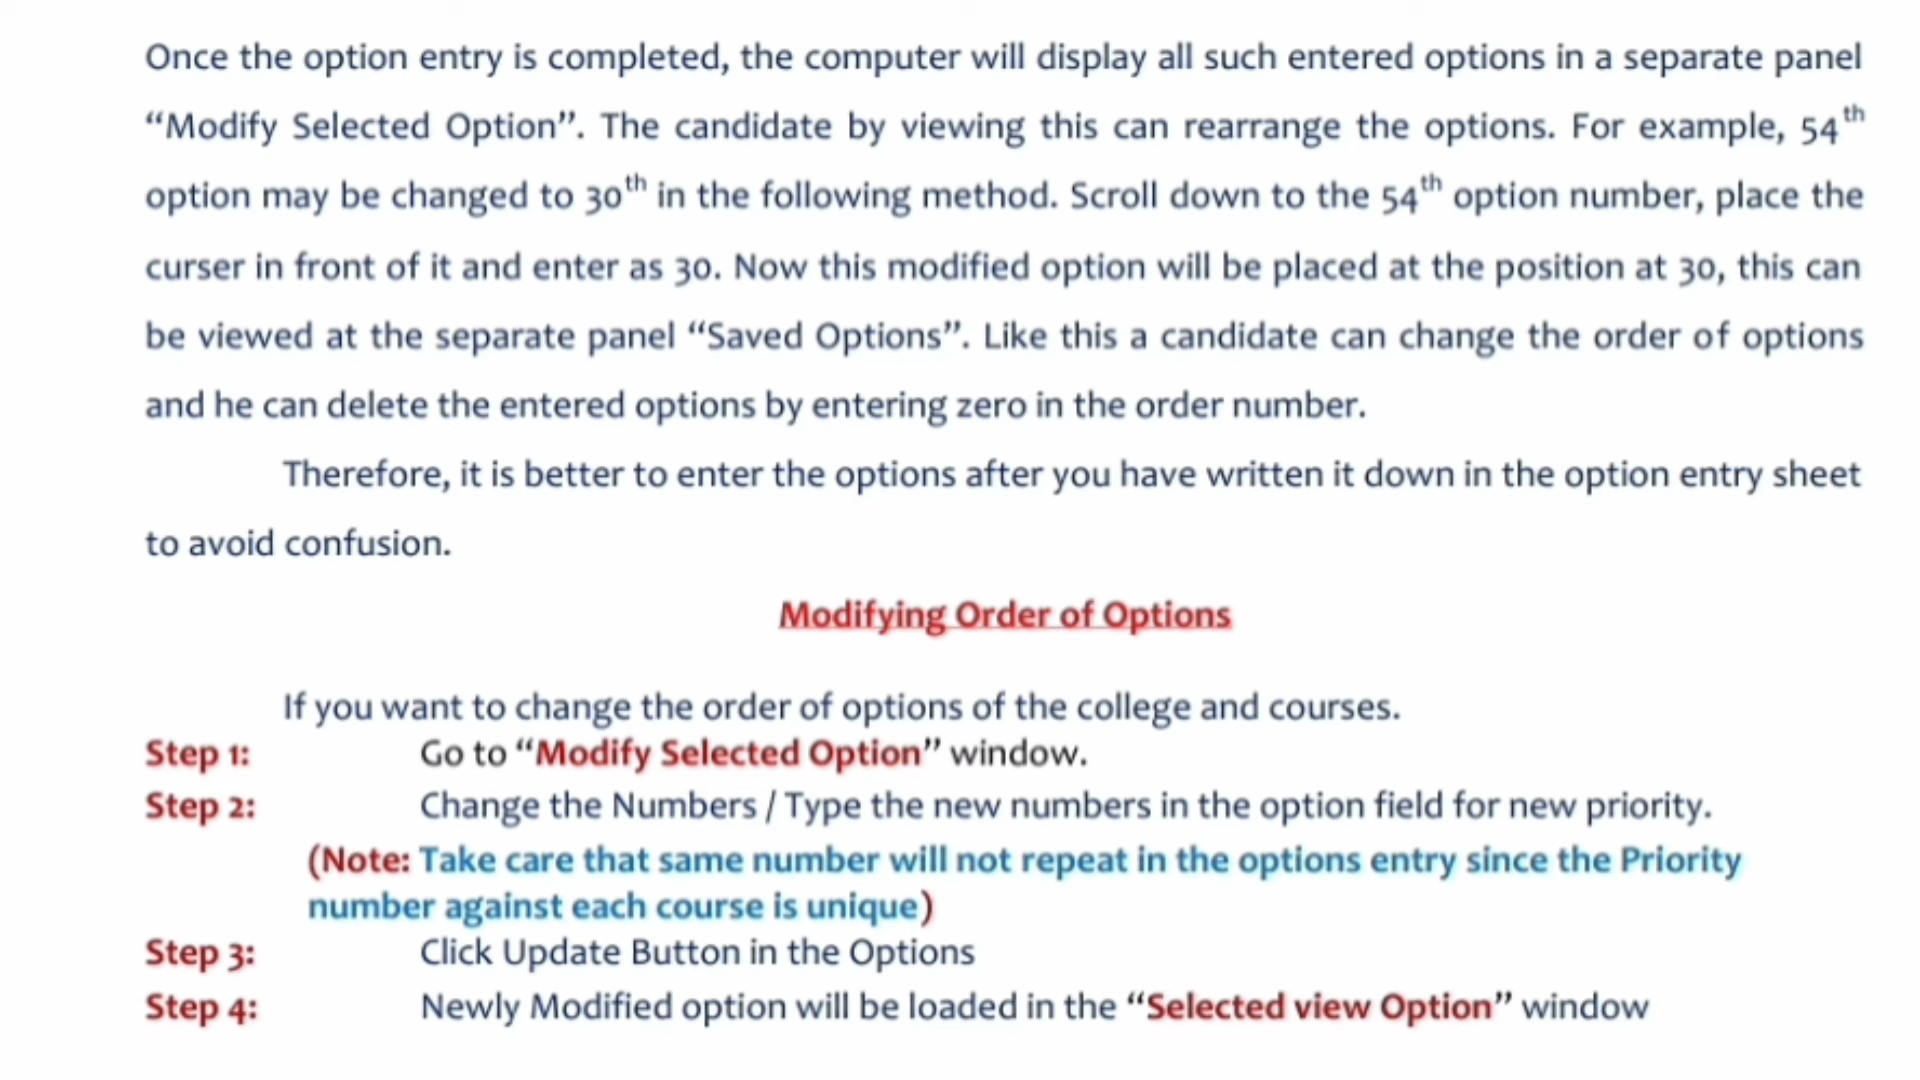 Once the option entry is completed, the computer will display all such entered options in a separate panel
“Modify Selected Option”. The candidate by viewing this can rearrange the options. For example, 54th
option may be changed to 30th in the following method. Scroll down to the 54th option number, place the
curser in front of it and enter as 30. Now this modified option will be placed at the position at 30, this can
be viewed at the separate panel “Saved Options”. Like this a candidate can change the order of options
and he can delete the entered options by entering zero in the order number.
Therefore, it is better to enter the options after you have written it down in the option entry sheet
to avoid confusion.
Modifying Order of Options
If you want to change the order of options of the college and courses.
Step 1: Go to “Modify Selected Option” window.
Step 2: Change the Numbers / Type the new numbers in the option field for new priority.
(Note: Take care that same number will not repeat in the options entry since the Priority
number against each course is unique)
Step 3: Click Update Button in the Options
Step 4: Newly Modified option will be loaded in the “Selected view Option” window